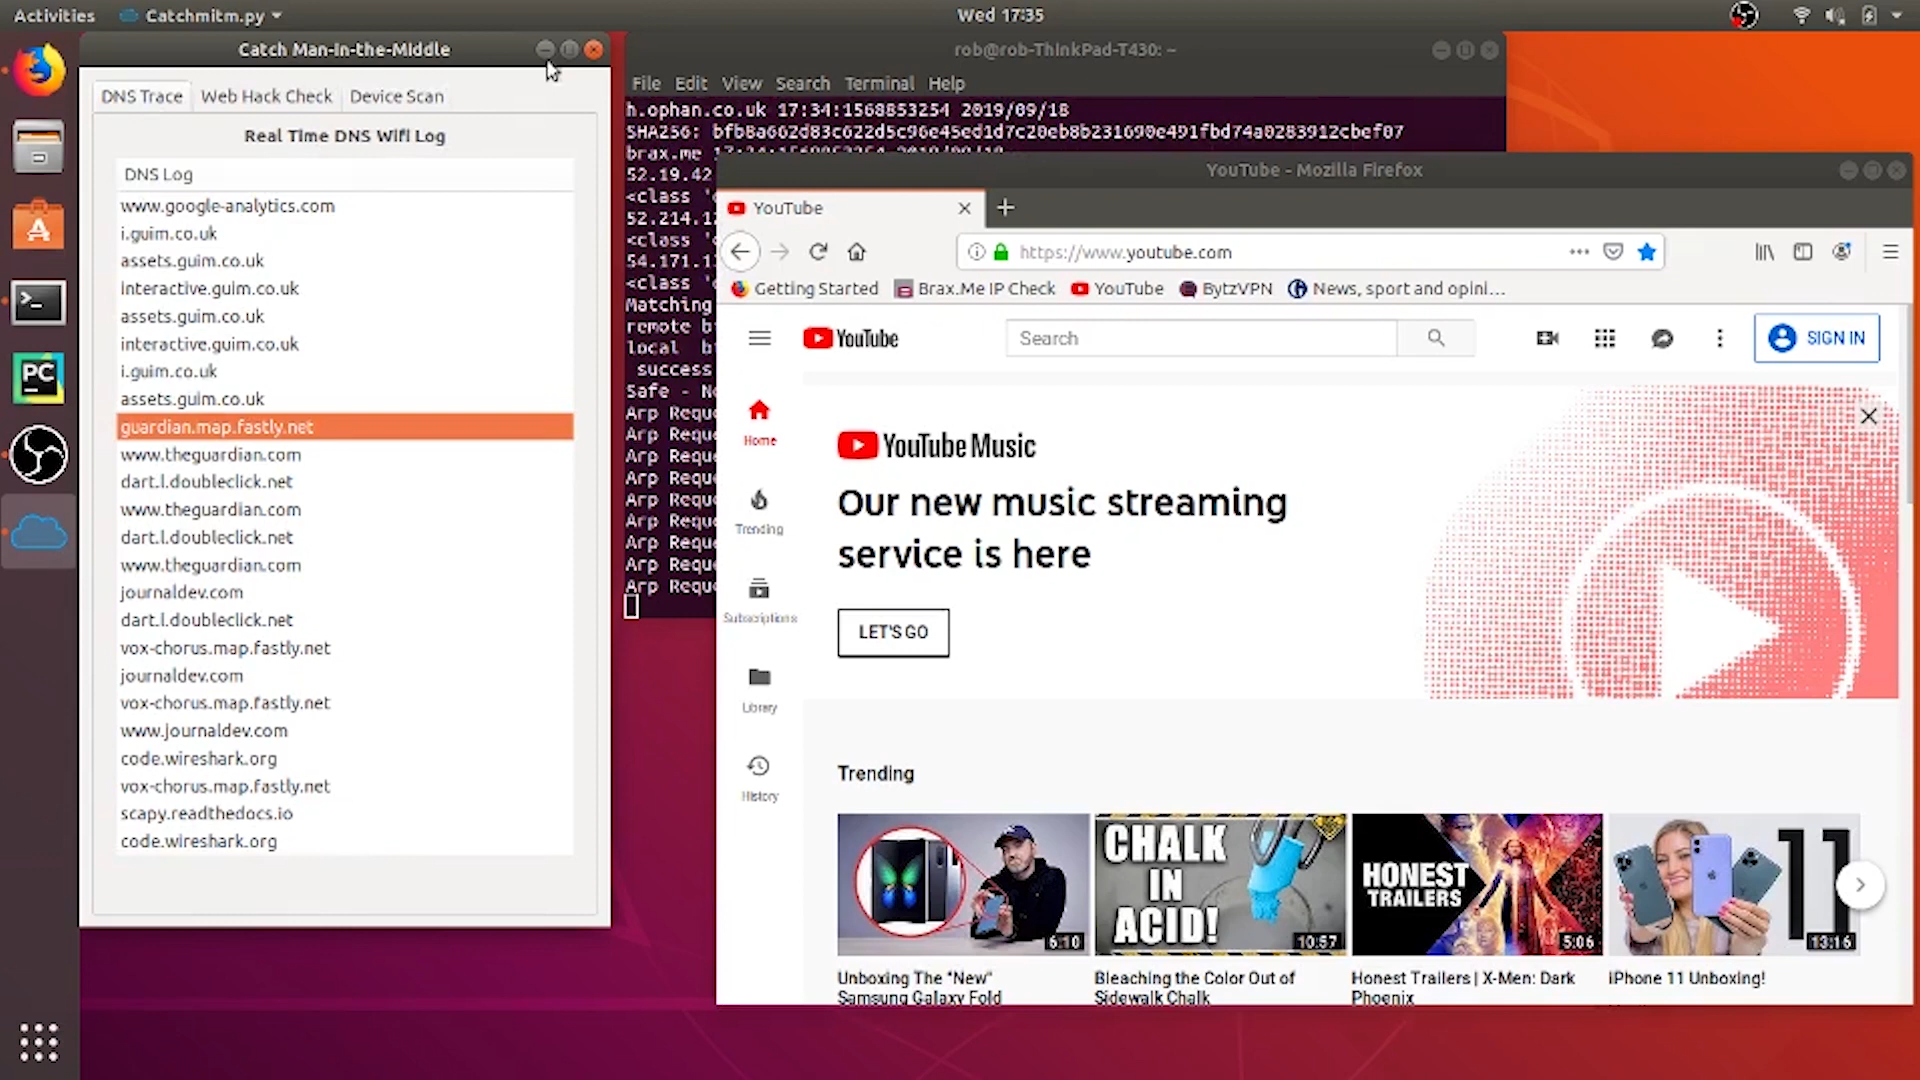 Activities
Catchmitm.py
Wed 17:35
Catch Man-in-the-Middle
DNS Trace
Web Hack Check
Device Scan
Real Time DNS Wifi Log
DNS Log
www.google-analytics.com
i.guim.co.uk
assets.guim.co.uk
interactive.guim.co.uk
assets.guim.co.uk
interactive.guim.co.uk
i.guim.co.uk
assets.guim.co.uk
guardian.map.fastly.net
www.theguardian.com
dart.l.doubleclick.net
www.theguardian.com
dart.l.doubleclick.net
www.theguardian.com
journaldev.com
dart.l.doubleclick.net
vox-chorus.map.fastly.net
journaldev.com
vox-chorus.map.fastly.net
www.journaldev.com
code.wireshark.org
vox-chorus.map.fastly.net
scapy.readthedocs.io
code.wireshark.org
rob@rob-ThinkPad-T430: ~
File Edit View Search Terminal Help
h.ophan.co.uk 17:34:1568853254 2019/09/18
SHA256: bfb8a662d83c622d5c96e45ed1d7c20eb8b231690e491fbd74a0283912cbef07
brax.me 17:34:1568853254 2019/09/18
52.19.42
<class '
52.214.1
<class '
54.171.1
<class '
Matching
remote b
local b
success
Safe - N
Arp Requ
Arp Requ
Arp Requ
Arp Requ
Arp Requ
Arp Requ
Arp Requ
Arp Requ
Arp Requ
YouTube - Mozilla Firefox
YouTube
https://www.youtube.com
Getting Started
Brax.Me IP Check
YouTube
BytzVPN
News, sport and opini...
YouTube
Search
SIGN IN
Home
Trending
Subscriptions
Library
History
YouTube Music
Our new music streaming
service is here
LET'S GO
Trending
6:10
CHALK
IN
ACID!
10:57
HONEST
TRAILERS
5:06
11
13:16
Unboxing The "New"
Samsung Galaxy Fold
Bleaching the Color Out of
Sidewalk Chalk
Honest Trailers | X-Men: Dark
Phoenix
iPhone 11 Unboxing!
PC